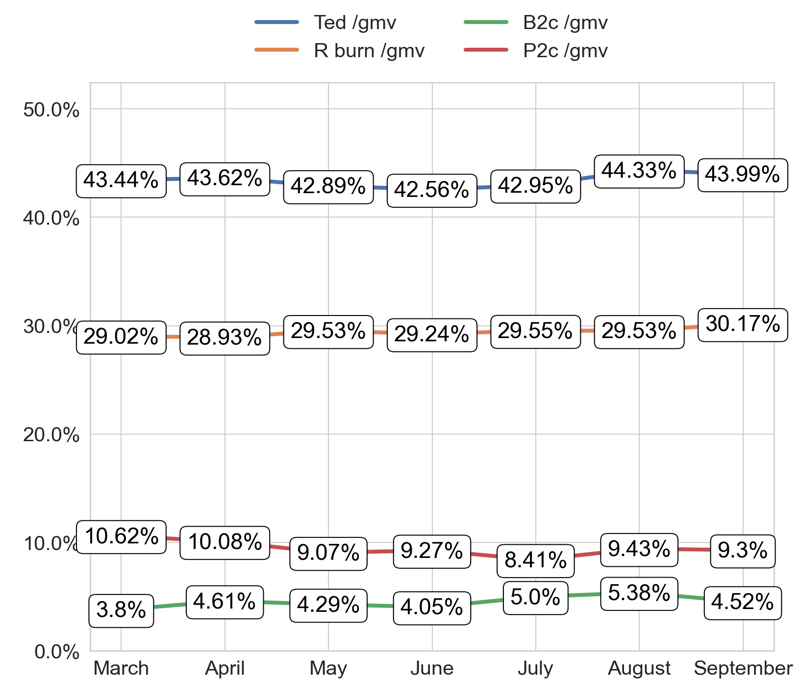 Ted /gmv B2c /gmv
R burn /gmv P2c /gmv
50.0%
43.44% 43.62% 42.89% 42.56% 42.95% 44.33% 43.99%
40.0%
30.0%
29.02% 28.93% 29.53% 29.24% 29.55% 29.53% 30.17%
20.0%
10.62% 10.08% 9.07% 9.27% 8.41% 9.43% 9.3%
10.0%
3.8% 4.61% 4.29% 4.05% 5.0% 5.38% 4.52%
0.0%
March April May June July August September